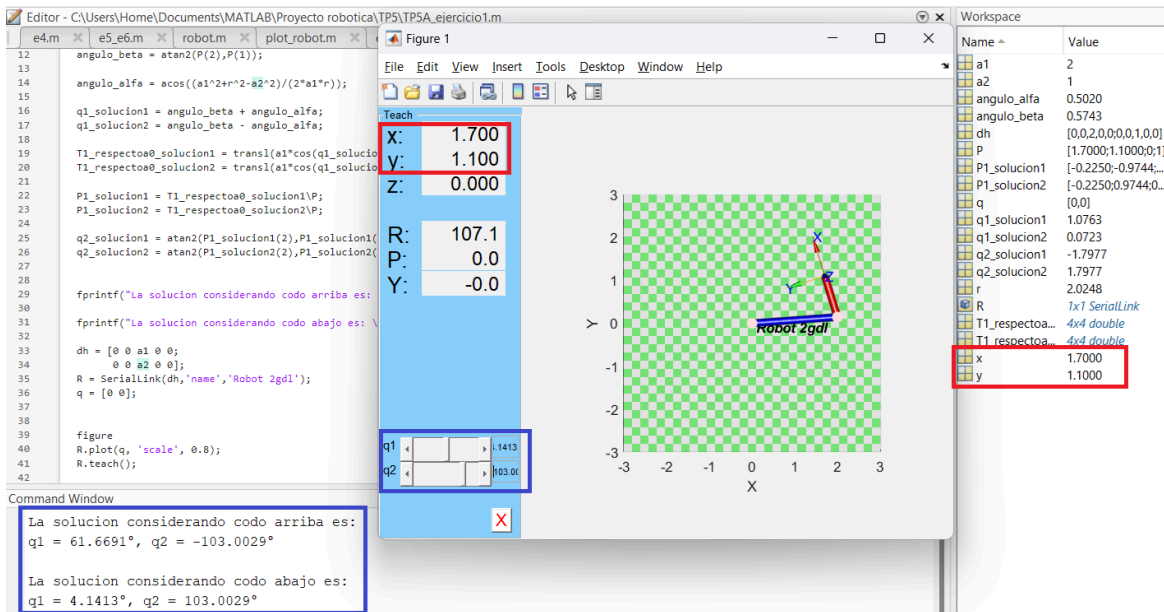 Editor - C:\Users\Home\Documents\MATLAB\Proyecto robotica\TP5\TP5A_ejercicio1.m
e4.m
e5_e6.m
robot.m
plot_robot.m
12 angulo_beta = atan2(P(2),P(1));
13
14 angulo_alfa = acos((a1^2+r^2-a2^2)/(2*a1*r));
15
16 q1_solucion1 = angulo_beta + angulo_alfa;
17 q1_solucion2 = angulo_beta - angulo_alfa;
18
19 T1_respectoa0_solucion1 = transl(a1*cos(q1_solucio
20 T1_respectoa0_solucion2 = transl(a1*cos(q1_solucio
21
22 P1_solucion1 = T1_respectoa0_solucion1\P;
23 P1_solucion2 = T1_respectoa0_solucion2\P;
24
25 q2_solucion1 = atan2(P1_solucion1(2),P1_solucion1(
26 q2_solucion2 = atan2(P1_solucion2(2),P1_solucion2(
27
28
29 fprintf("La solucion considerando codo arriba es:
30
31 fprintf("La solucion considerando codo abajo es: \
32
33 dh = [0 0 a1 0 0;
34 0 0 a2 0 0];
35 R = SerialLink(dh,'name','Robot 2gdl');
36 q = [0 0];
37
38
39 figure
40 R.plot(q, 'scale', 0.8);
41 R.teach();
42
Command Window
La solucion considerando codo arriba es:
q1 = 61.6691°, q2 = -103.0029°
La solucion considerando codo abajo es:
q1 = 4.1413°, q2 = 103.0029°
Figure 1
File Edit View Insert Tools Desktop Window Help
Teach
x: 1.700
y: 1.100
z: 0.000
R: 107.1
P: 0.0
Y: -0.0
q1 4.1413
q2 103.00
X
3
2
1
0
-1
-2
-3
Y
X
Y
Z
Robot 2gdl
-3 -2 -1 0 1 2 3
X
Workspace
Name Value
a1 2
a2 1
angulo_alfa 0.5020
angulo_beta 0.5743
dh [0,0,2,0,0;0,0,1,0,0]
P [1.7000;1.1000;0;1]
P1_solucion1 [-0.2250;-0.9744;...
P1_solucion2 [-0.2250;0.9744;0...
q [0,0]
q1_solucion1 1.0763
q1_solucion2 0.0723
q2_solucion1 -1.7977
q2_solucion2 1.7977
r 2.0248
R 1x1 SerialLink
T1_respectoa... 4x4 double
T1_respectoa... 4x4 double
x 1.7000
y 1.1000